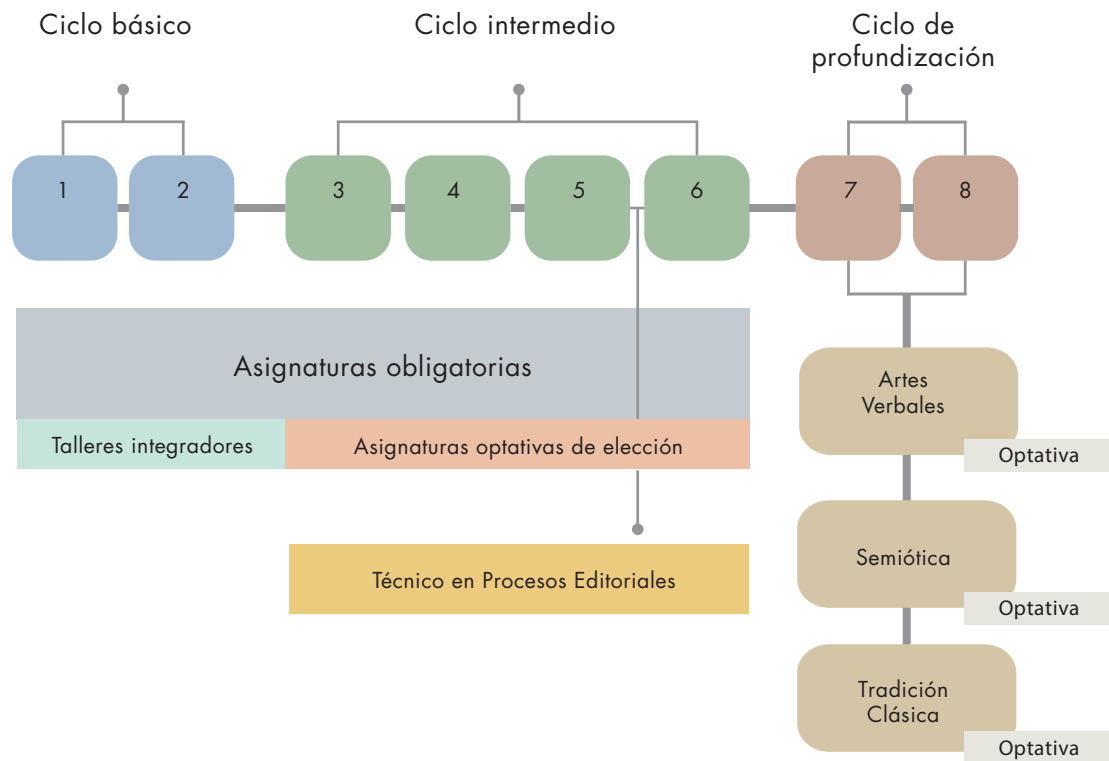 Ciclo básico
Ciclo intermedio
Ciclo de
profundización
1
2
3
4
5
6
7
8
Asignaturas obligatorias
Talleres integradores
Asignaturas optativas de elección
Técnico en Procesos Editoriales
Artes
Verbales
Optativa
Semiótica
Optativa
Tradición
Clásica
Optativa